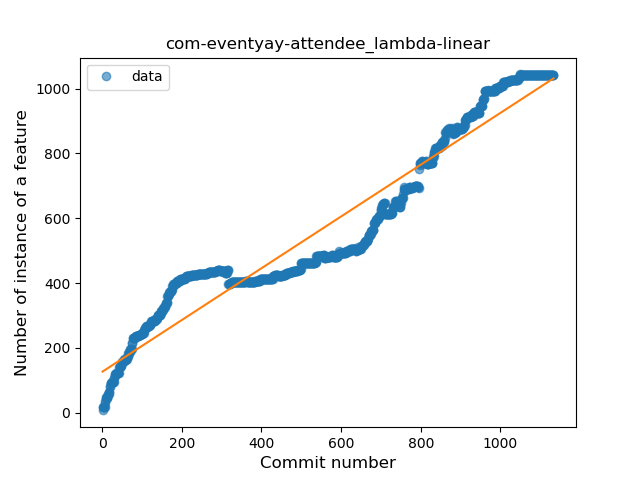 com-eventyay-attendee_lambda-linear
data
Number of instance of a feature
1000
800
600
400
200
0
0 200 400 600 800 1000
Commit number